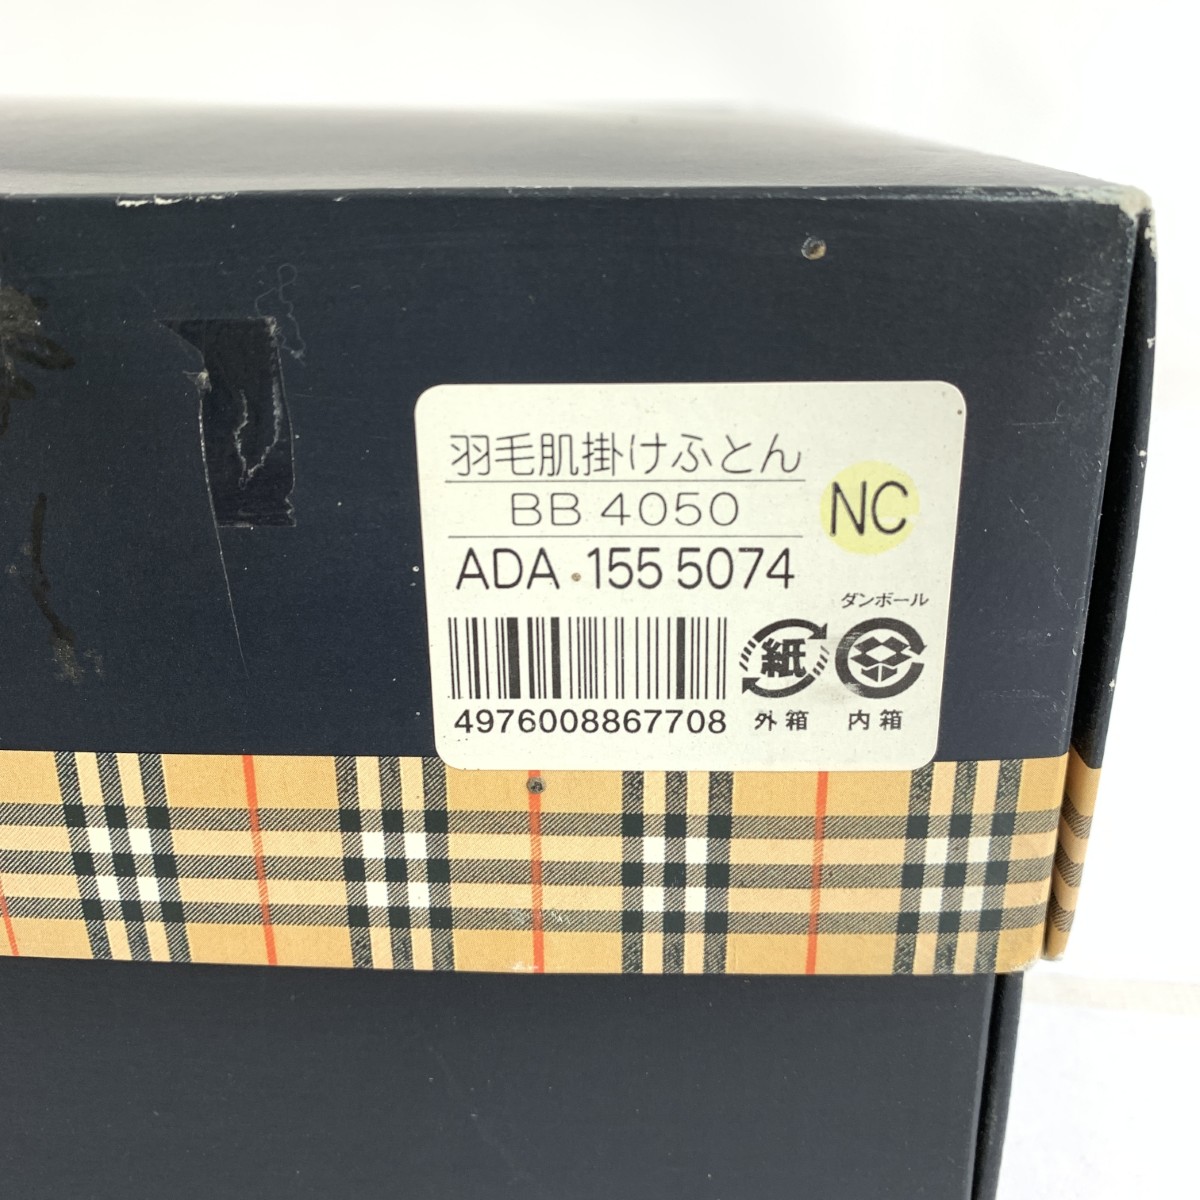 羽毛肌掛けふとん
BB 4050
NC
ADA 155 5074
ダンボール
紙
4976008867708
外箱
内箱